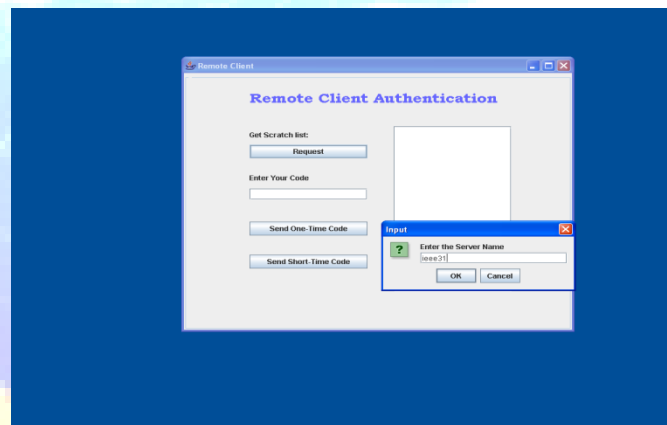 Remote Client
Remote Client Authentication
Get Scratch list:
Request
Enter Your Code
Send One-Time Code
Send Short-Time Code
Input
?
Enter the Server Name
ieee31
OK Cancel